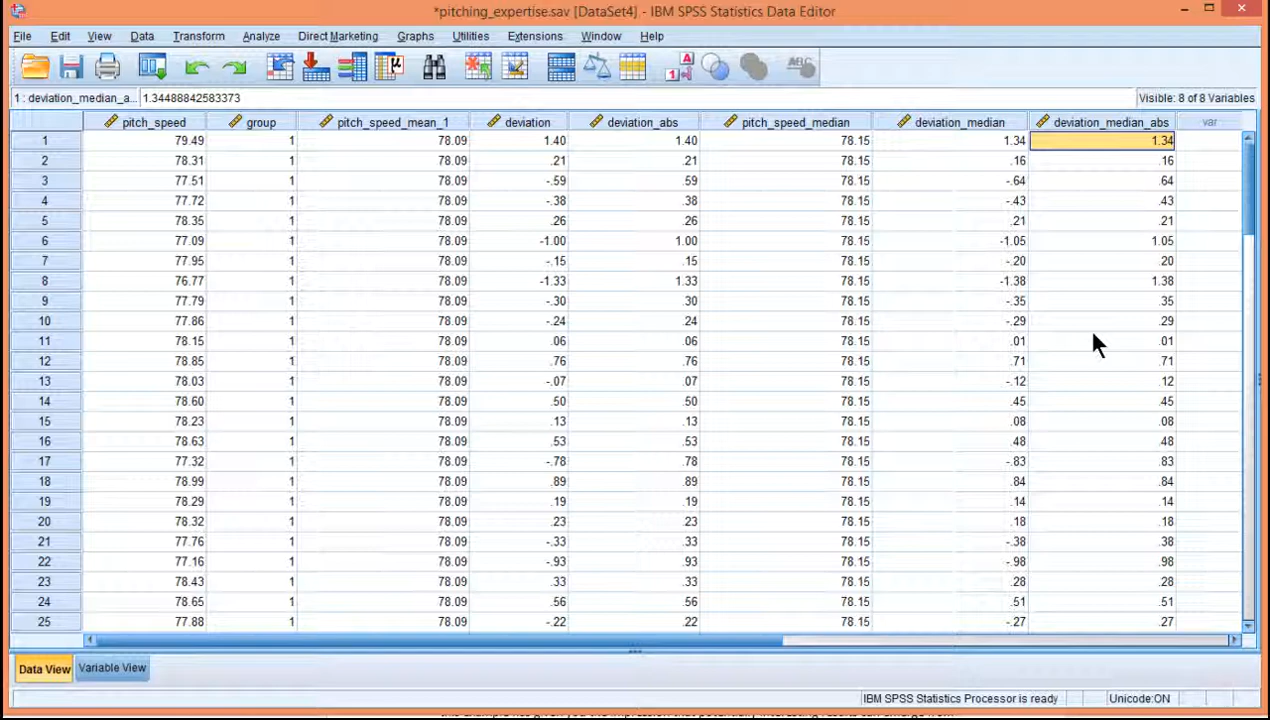 *pitching_expertise.sav [DataSet4] - IBM SPSS Statistics Data Editor
File Edit View Data Transform Analyze Direct Marketing Graphs Utilities Extensions Window Help
1 : deviation_median_a... 1.34488842583373 Visible: 8 of 8 Variables
pitch_speed group pitch_speed_mean_1 deviation deviation_abs pitch_speed_median deviation_median deviation_median_abs var
1 79.49 1 78.09 1.40 1.40 78.15 1.34 1.34
2 78.31 1 78.09 .21 .21 78.15 .16 .16
3 77.51 1 78.09 -.59 .59 78.15 -.64 .64
4 77.72 1 78.09 -.38 .38 78.15 -.43 .43
5 78.35 1 78.09 .26 .26 78.15 .21 .21
6 77.09 1 78.09 -1.00 1.00 78.15 -1.05 1.05
7 77.95 1 78.09 -.15 .15 78.15 -.20 .20
8 76.77 1 78.09 -1.33 1.33 78.15 -1.38 1.38
9 77.79 1 78.09 -.30 .30 78.15 -.35 .35
10 77.86 1 78.09 -.24 .24 78.15 -.29 .29
11 78.15 1 78.09 .06 .06 78.15 .01 .01
12 78.85 1 78.09 .76 .76 78.15 .71 .71
13 78.03 1 78.09 -.07 .07 78.15 -.12 .12
14 78.60 1 78.09 .50 .50 78.15 .45 .45
15 78.23 1 78.09 .13 .13 78.15 .08 .08
16 78.63 1 78.09 .53 .53 78.15 .48 .48
17 77.32 1 78.09 -.78 .78 78.15 -.83 .83
18 78.99 1 78.09 .89 .89 78.15 .84 .84
19 78.29 1 78.09 .19 .19 78.15 .14 .14
20 78.32 1 78.09 .23 .23 78.15 .18 .18
21 77.76 1 78.09 -.33 .33 78.15 -.38 .38
22 77.16 1 78.09 -.93 .93 78.15 -.98 .98
23 78.43 1 78.09 .33 .33 78.15 .28 .28
24 78.65 1 78.09 .56 .56 78.15 .51 .51
25 77.88 1 78.09 -.22 .22 78.15 -.27 .27
Data View Variable View
IBM SPSS Statistics Processor is ready Unicode:ON
this example has given you the impression that potentially interesting results can emerge from